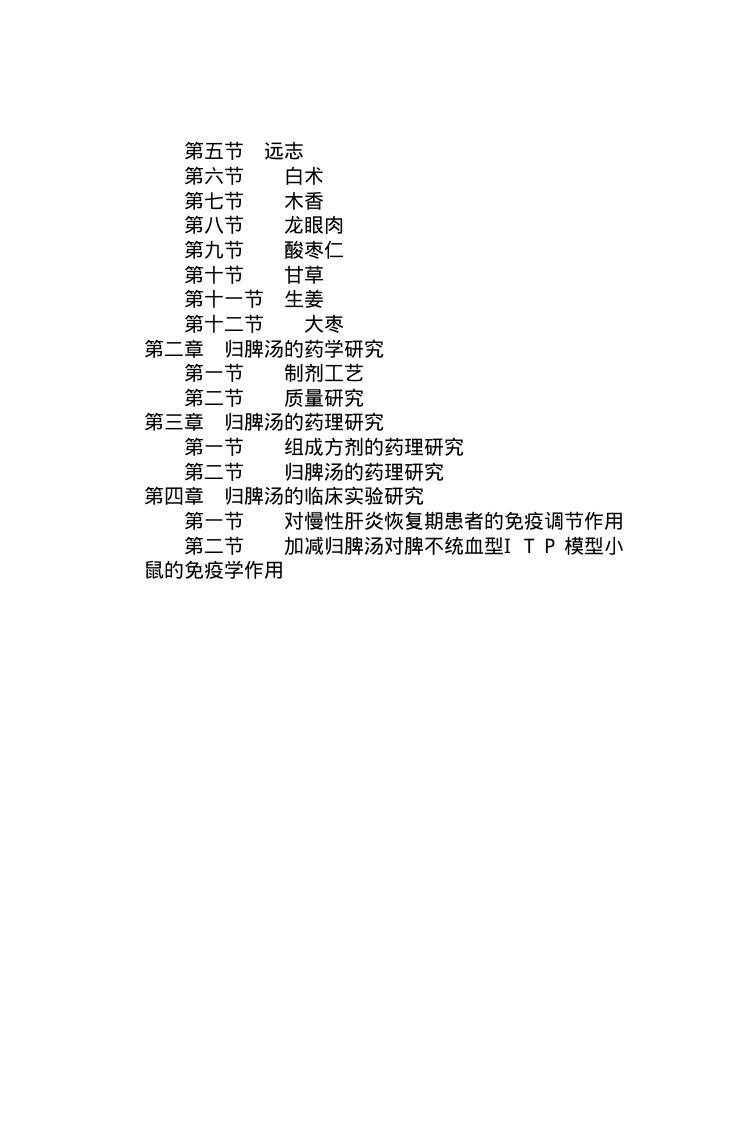 第五节　远志
第六节　　白术
第七节　　木香
第八节　　龙眼肉
第九节　　酸枣仁
第十节　　甘草
第十一节　生姜
第十二节　　大枣
第二章　归脾汤的药学研究
第一节　　制剂工艺
第二节　　质量研究
第三章　归脾汤的药理研究
第一节　　组成方剂的药理研究
第二节　　归脾汤的药理研究
第四章　归脾汤的临床实验研究
第一节　　对慢性肝炎恢复期患者的免疫调节作用
第二节　　加减归脾汤对脾不统血型I T P 模型小
鼠的免疫学作用